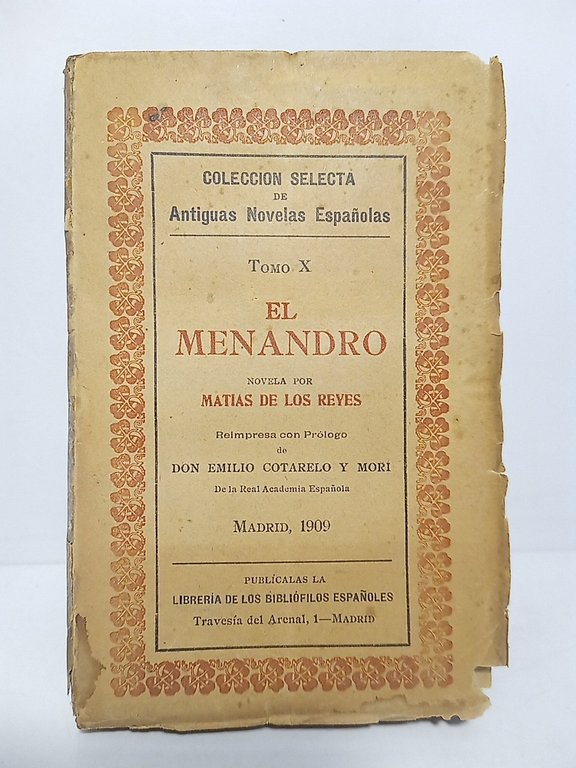 COLECCION SELECTA
DE
Antiguas Novelas Españolas
TOMO X
EL
MENANDRO
NOVELA POR
MATIAS DE LOS REYES
Reimpresa con Prólogo
de
DON EMILIO COTARELO Y MORI
De la Real Academia Española
MADRID, 1909
PUBLÍCALAS LA
LIBRERÍA DE LOS BIBLIÓFILOS ESPAÑOLES
Travesía del Arenal, 1—MADRID